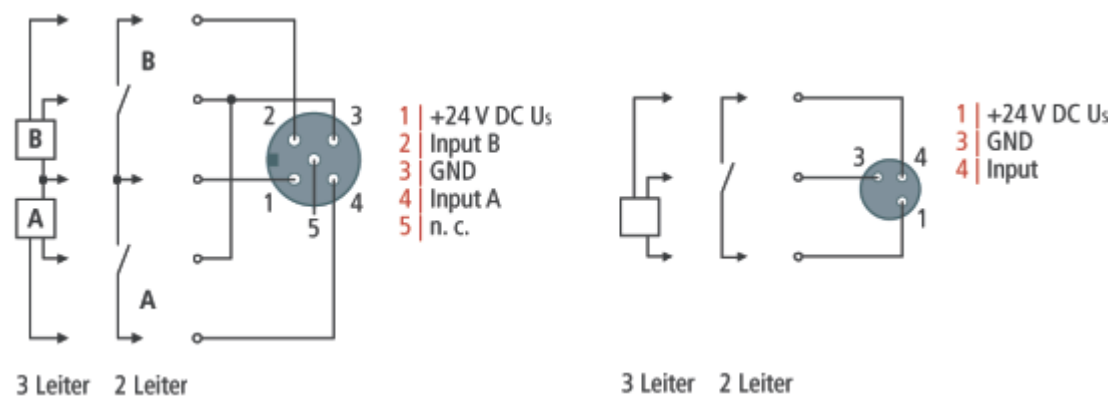 B
2 3
B
A
1 4
5
A
3 Leiter 2 Leiter
1 +24 V DC Us
2 Input B
3 GND
4 Input A
5 n. c.
3 4
1
3 Leiter 2 Leiter
1 +24 V DC Us
3 GND
4 Input